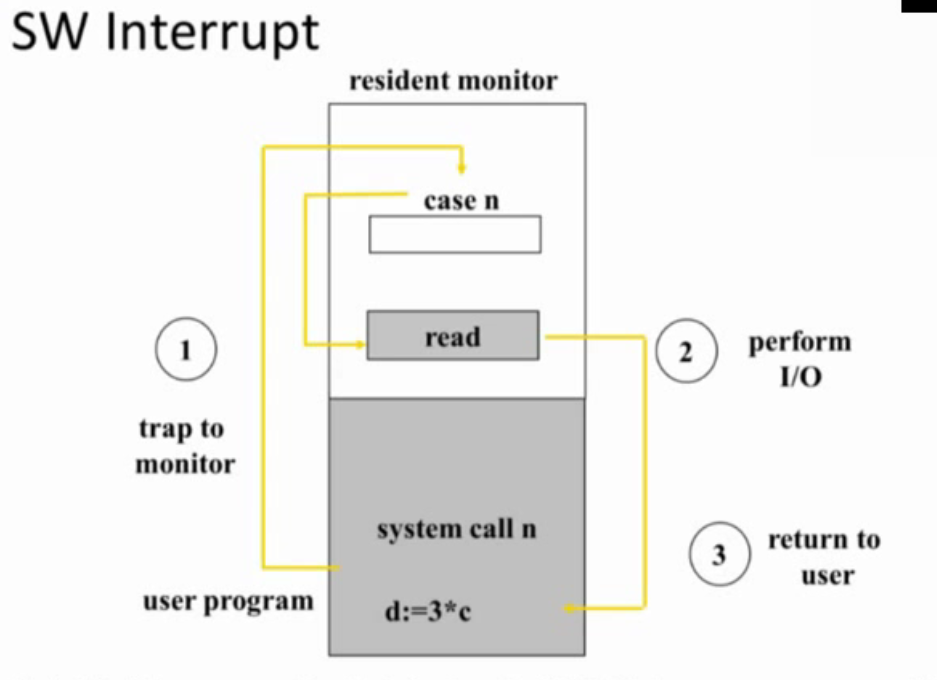 SW Interrupt
resident monitor
case n
read
1
trap to
monitor
2
perform
I/O
system call n
3
return to
user
user program
d:=3*c